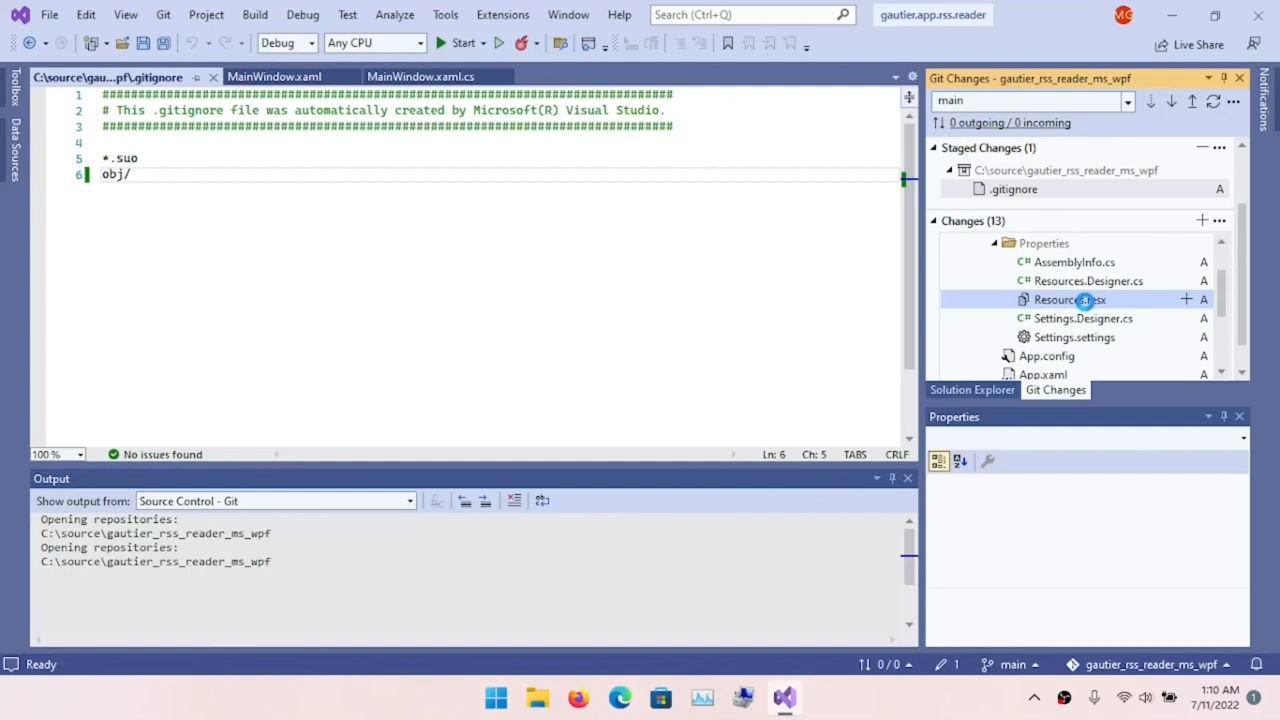 File Edit View Git Project Build Debug Test Analyze Tools Extensions Window Help Search (Ctrl+Q) gautier.app.rss.reader MG
Debug Any CPU Start Live Share
C:\source\gau...pf\.gitignore MainWindow.xaml MainWindow.xaml.cs
Toolbox
Data Sources
1 ###############################################################################
2 # This .gitignore file was automatically created by Microsoft(R) Visual Studio.
3 ###############################################################################
4
5 *.suo
6 obj/
100 % No issues found Ln: 6 Ch: 5 TABS CRLF
Git Changes - gautier_rss_reader_ms_wpf
main
0 outgoing / 0 incoming
Staged Changes (1)
C:\source\gautier_rss_reader_ms_wpf
.gitignore A
Changes (13)
Properties
C# AssemblyInfo.cs A
C# Resources.Designer.cs A
Resources.resx A
C# Settings.Designer.cs A
Settings.settings A
App.config A
App.xaml A
Solution Explorer Git Changes
Notifications
Properties
Output
Show output from: Source Control - Git
Opening repositories:
C:\source\gautier_rss_reader_ms_wpf
Opening repositories:
C:\source\gautier_rss_reader_ms_wpf
Ready 0 / 0 1 main gautier_rss_reader_ms_wpf
1:10 AM
7/11/2022
1